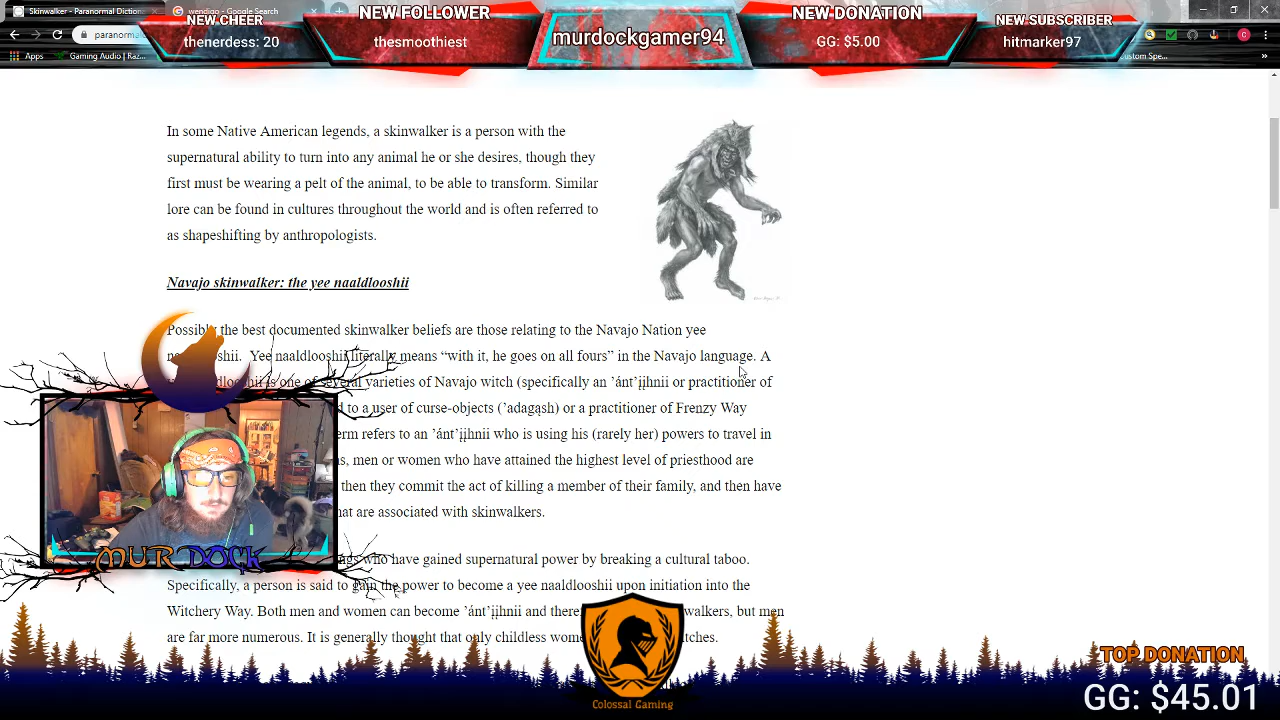 Skinwalker - Paranormal Diction
wendigo - Google Search
NEW CHEER
thenerdess: 20
NEW FOLLOWER
thesmoothiest
murdockgamer94
NEW DONATION
GG: $5.00
NEW SUBSCRIBER
hitmarker97
Apps
Gaming Audio | Raz...
In some Native American legends, a skinwalker is a person with the
supernatural ability to turn into any animal he or she desires, though they
first must be wearing a pelt of the animal, to be able to transform. Similar
lore can be found in cultures throughout the world and is often referred to
as shapeshifting by anthropologists.
Navajo skinwalker: the yee naaldlooshii
Possibly the best documented skinwalker beliefs are those relating to the Navajo Nation yee
Yee naaldlooshii literally means “with it, he goes on all fours” in the Navajo language. A
is one of several varieties of Navajo witch (specifically an ’ánt’įįhnii or practitioner of
to a user of curse-objects (’adagąsh) or a practitioner of Frenzy Way
refers to an ’ánt’įįhnii who is using his (rarely her) powers to travel in
men or women who have attained the highest level of priesthood are
then they commit the act of killing a member of their family, and then have
are associated with skinwalkers.
who have gained supernatural power by breaking a cultural taboo.
Specifically, a person is said to gain the power to become a yee naaldlooshii upon initiation into the
Witchery Way. Both men and women can become ’ánt’įįhnii and there walkers, but men
are far more numerous. It is generally thought that only childless
MURDOCK
Colossal Gaming
TOP DONATION
GG: $45.01